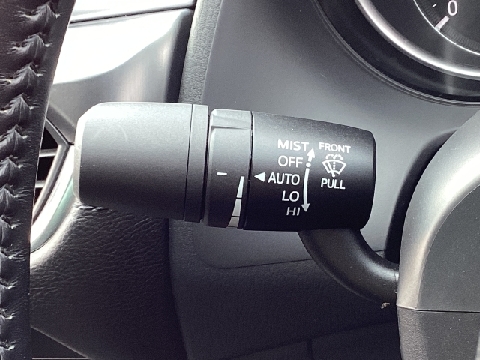 MIST
OFF
AUTO
LO
HI
FRONT
PULL
0